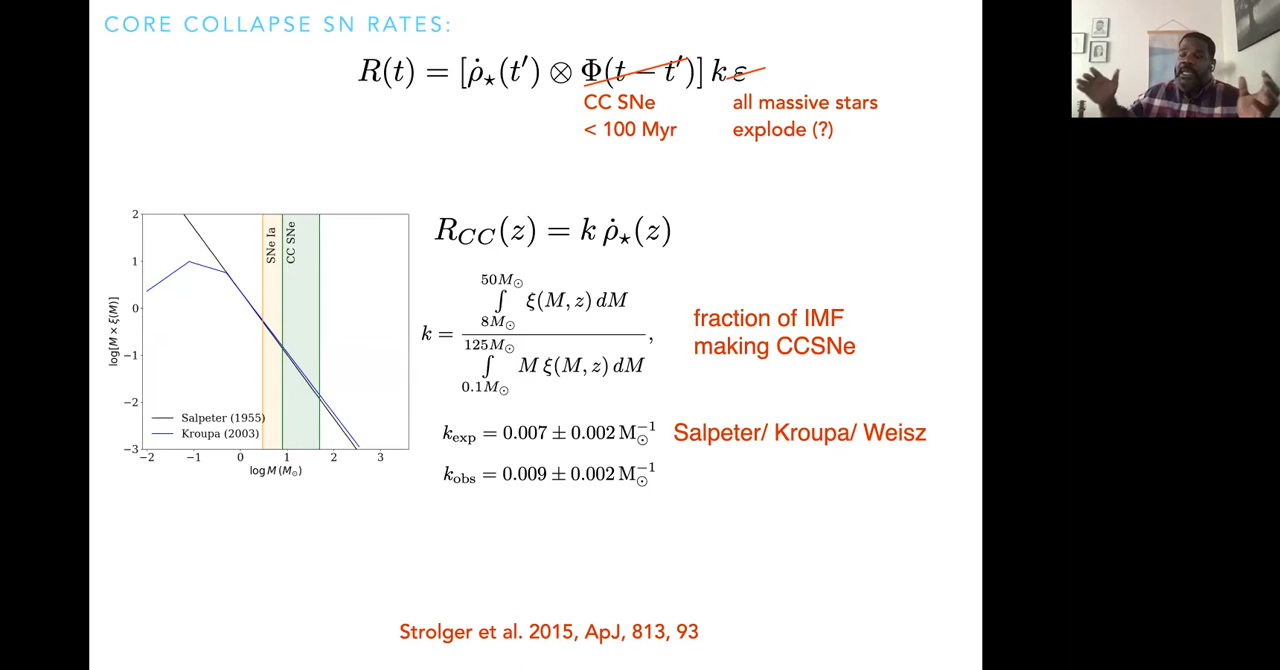 CORE COLLAPSE SN RATES:
R(t) = [ρ̇⋆(t′) ⊗ Φ(t − t′)] k ε
CC SNe
< 100 Myr
all massive stars
explode (?)
2
1
0
−1
−2
−3
log[M × ξ(M)]
SNe Ia
CC SNe
Salpeter (1955)
Kroupa (2003)
−2 −1 0 1 2 3
log M (M⊙)
R_CC(z) = k ρ̇⋆(z)
k = ∫_{8M⊙}^{50M⊙} ξ(M, z) dM / ∫_{0.1M⊙}^{125M⊙} M ξ(M, z) dM ,
fraction of IMF
making CCSNe
k_exp = 0.007 ± 0.002 M⊙⁻¹ Salpeter/ Kroupa/ Weisz
k_obs = 0.009 ± 0.002 M⊙⁻¹
Strolger et al. 2015, ApJ, 813, 93